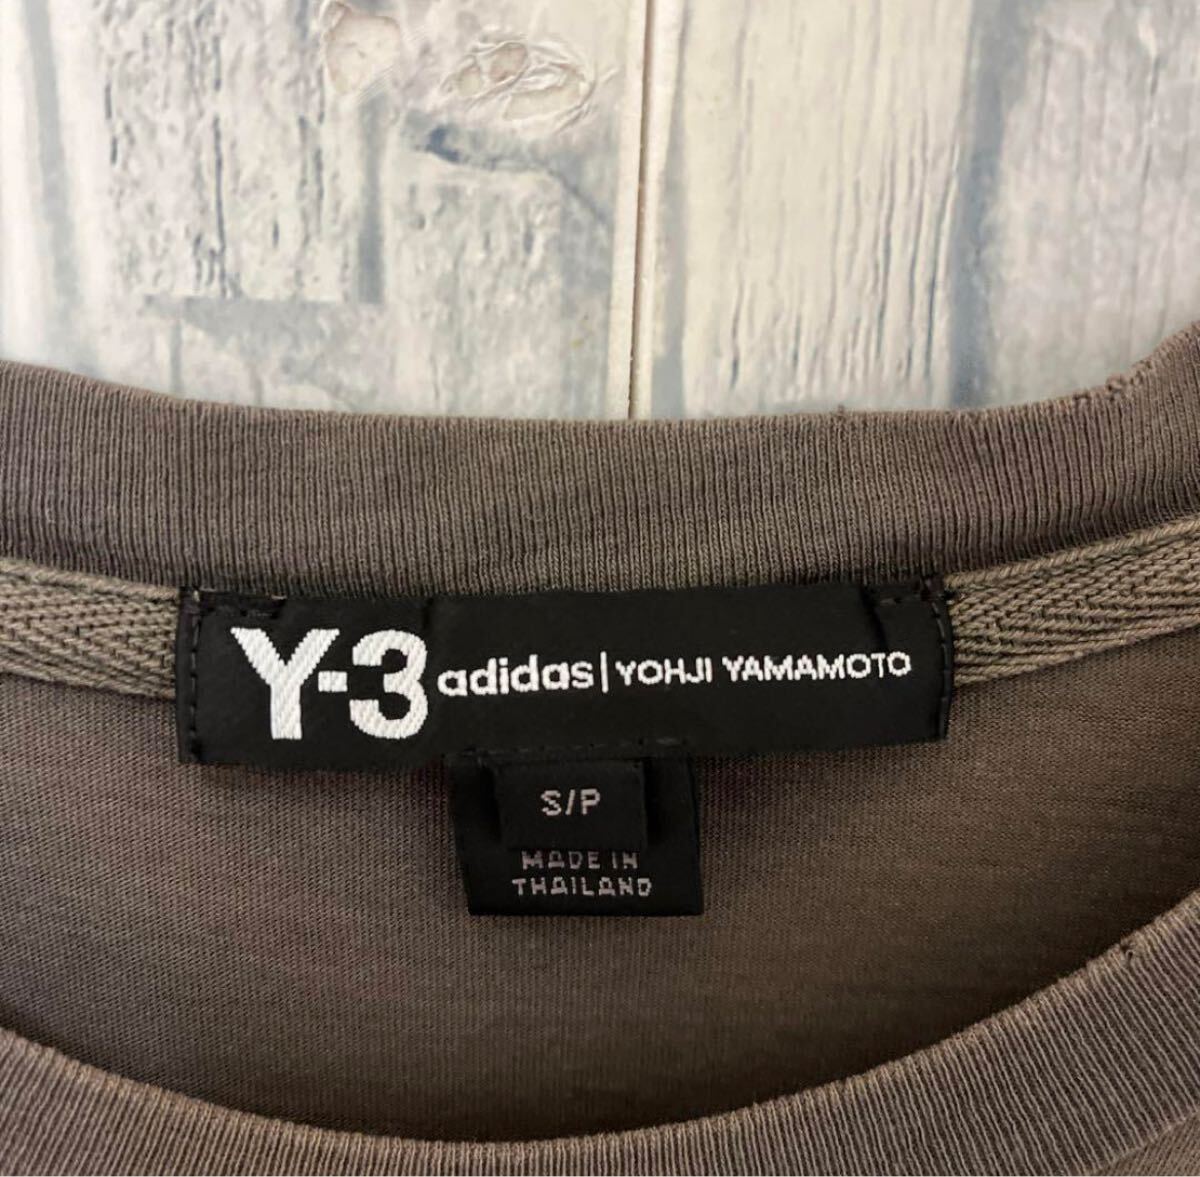 Y-3 adidas | YOHJI YAMAMOTO
S/P
MADE IN
THAILAND